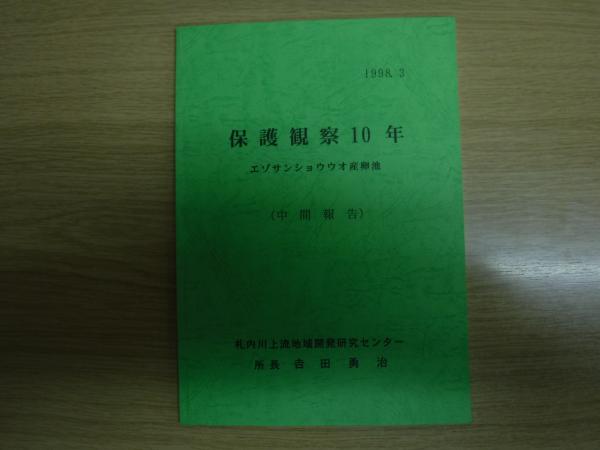 1998.3
保護観察10年
エゾサンショウウオ産卵池
(中間報告)
札内川上流地域開発研究センター
所長 吉田勇治